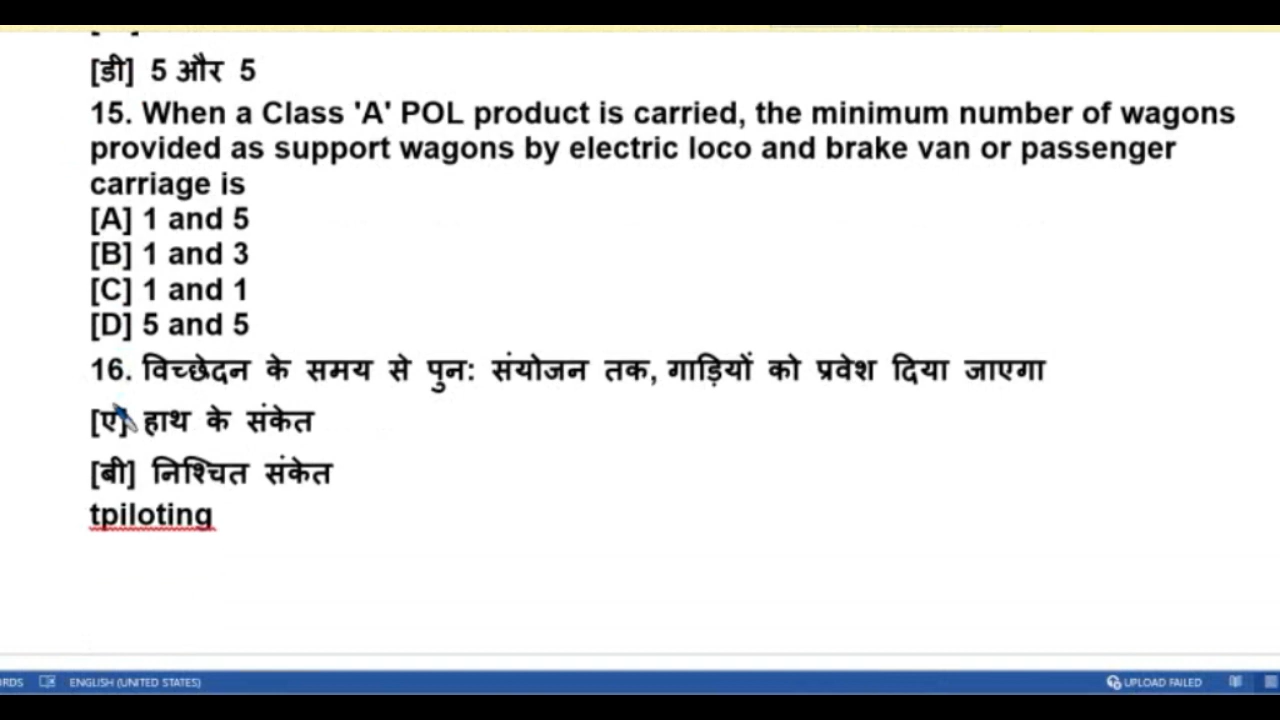 [डी] 5 और 5
15. When a Class 'A' POL product is carried, the minimum number of wagons
provided as support wagons by electric loco and brake van or passenger
carriage is
[A] 1 and 5
[B] 1 and 3
[C] 1 and 1
[D] 5 and 5
16. विच्छेदन के समय से पुन: संयोजन तक, गाड़ियों को प्रवेश दिया जाएगा
[ए] हाथ के संकेत
[बी] निश्चित संकेत
tpiloting
ENGLISH (UNITED STATES)
UPLOAD FAILED